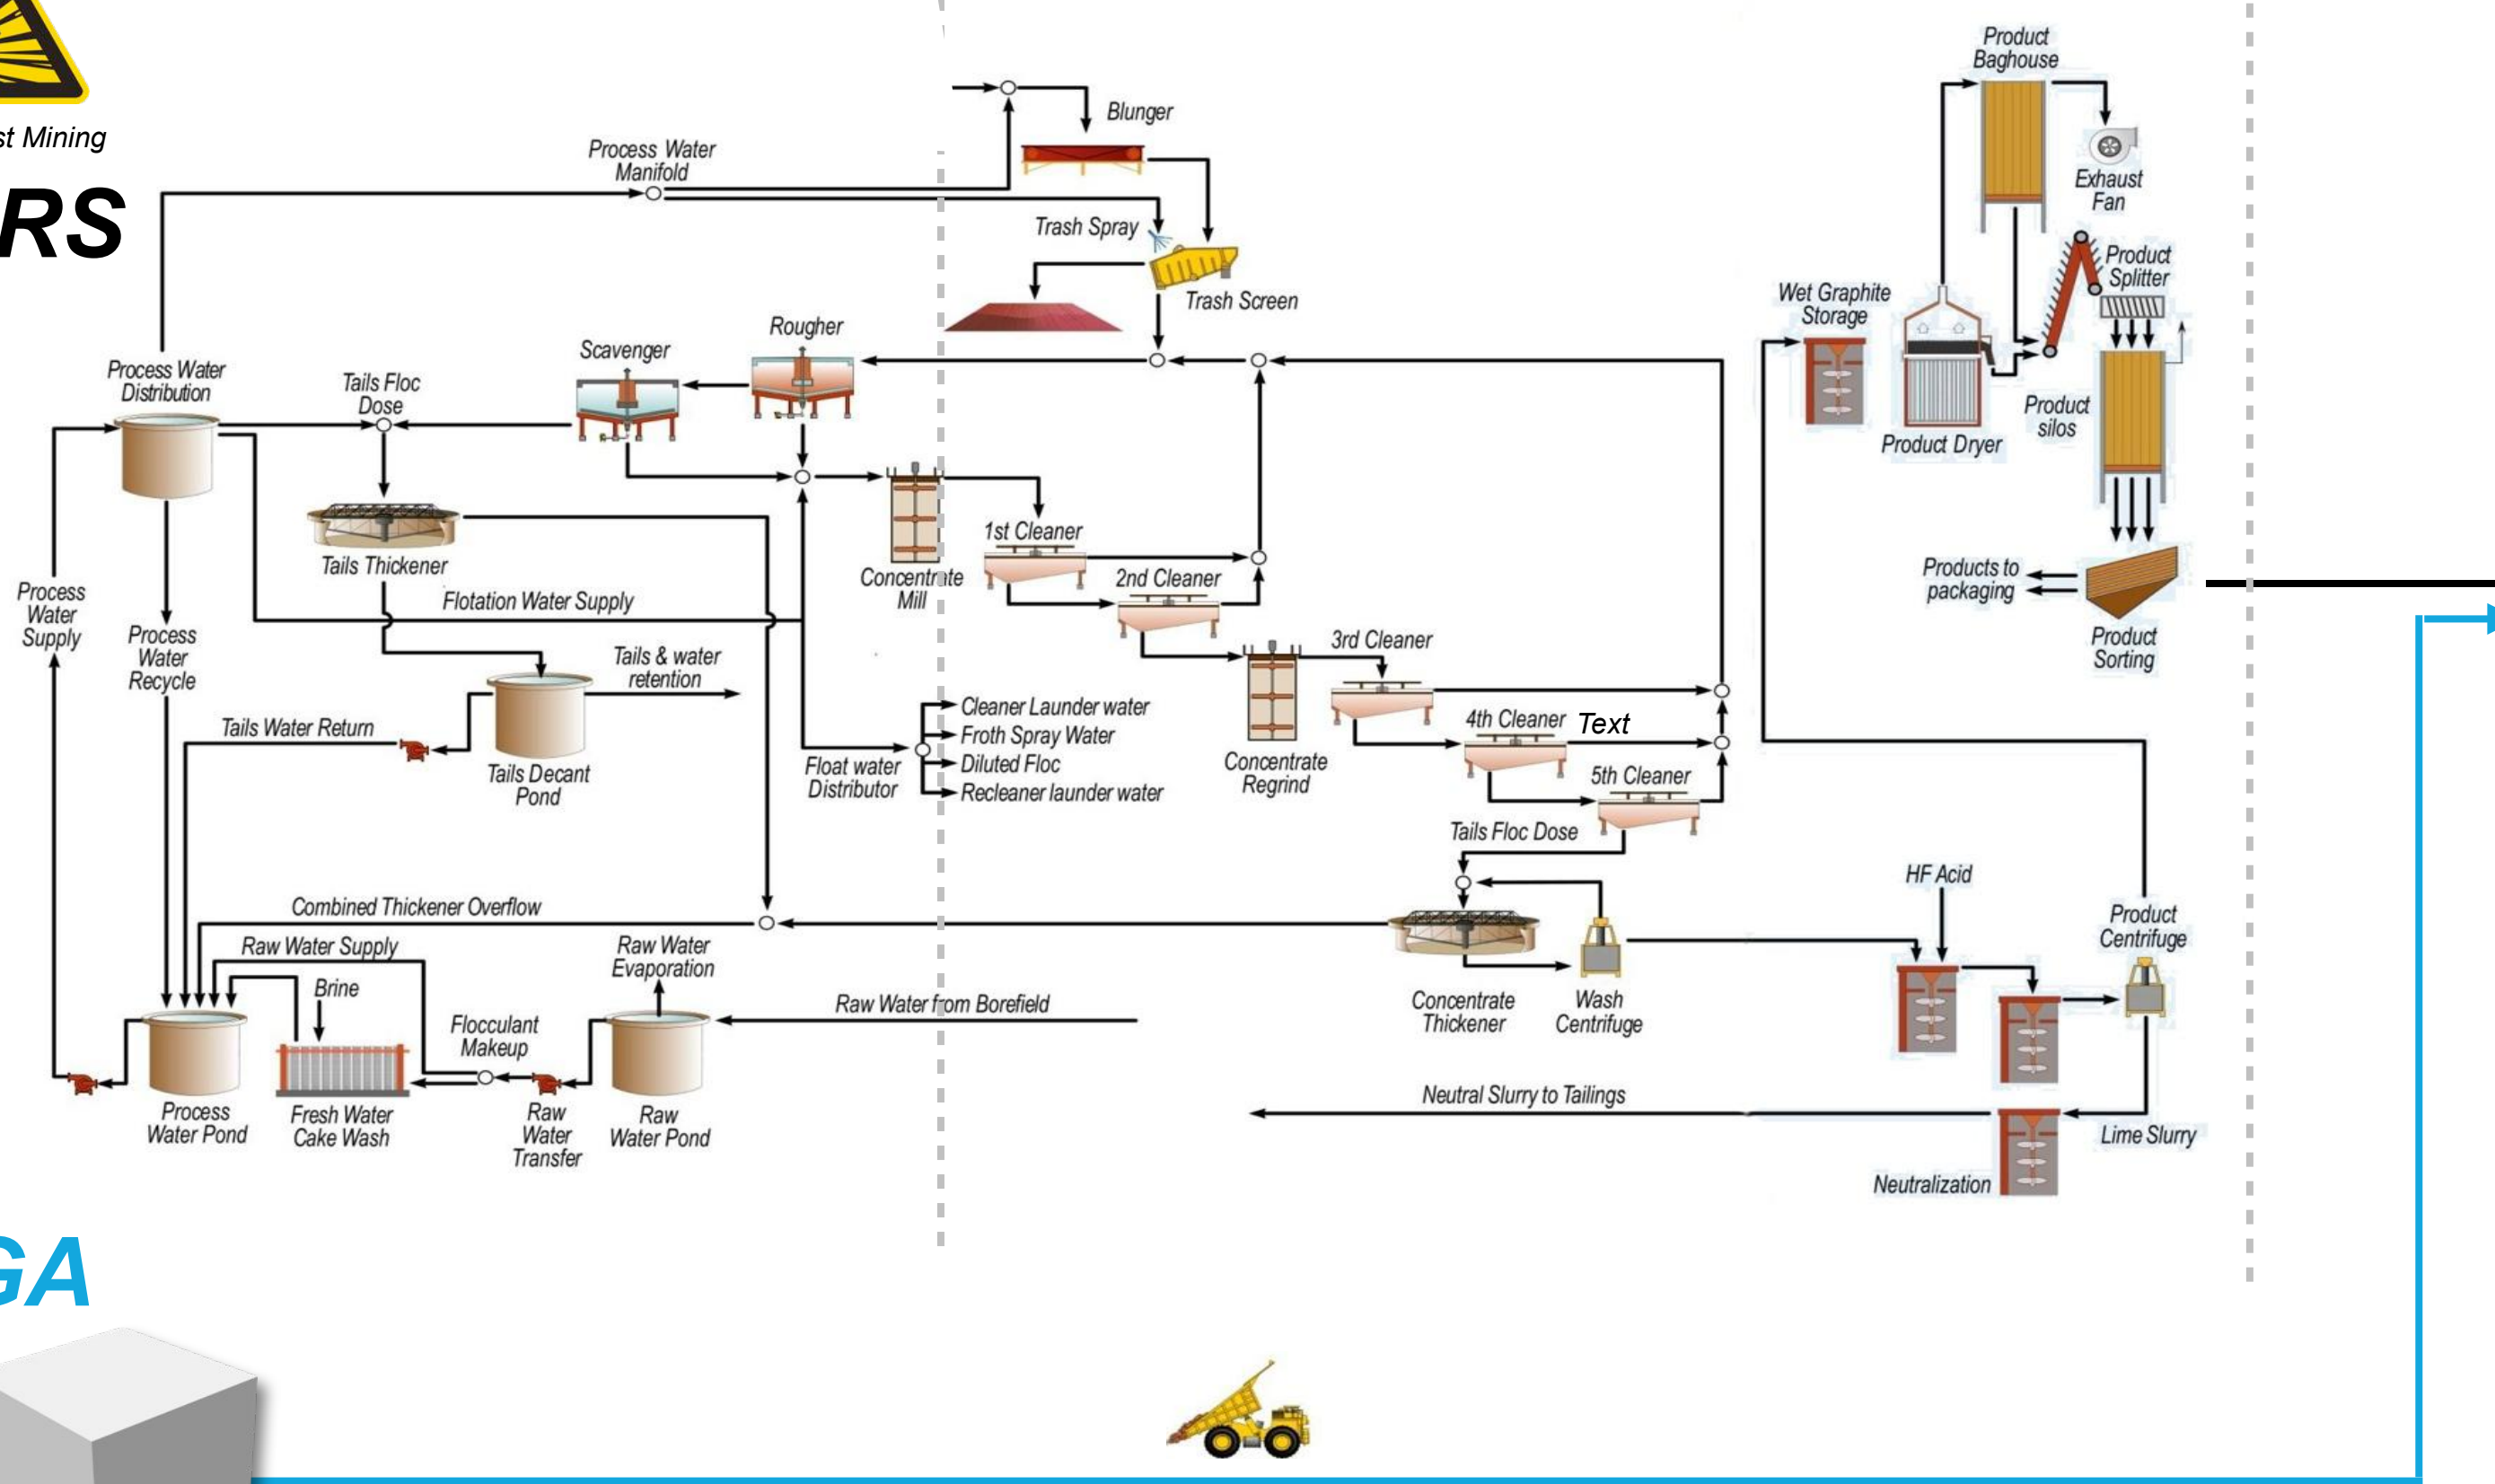 st Mining
RS
Product
Baghouse
Blunger
Process Water
Manifold
Exhaust
Fan
Trash Spray
Product
Splitter
Trash Screen
Wet Graphite
Storage
Rougher
Scavenger
Process Water
Distribution
Tails Floc
Dose
Product
silos
Product Dryer
1st Cleaner
Tails Thickener
Concentrate
Mill
2nd Cleaner
Products to
packaging
Process
Water
Supply
Flotation Water Supply
Process
Water
Recycle
3rd Cleaner
Product
Sorting
Tails & water
retention
Cleaner Launder water
Froth Spray Water
Diluted Floc
Recleaner launder water
4th Cleaner
Text
Tails Water Return
Tails Decant
Pond
Float water
Distributor
Concentrate
Regrind
5th Cleaner
Tails Floc Dose
HF Acid
Combined Thickener Overflow
Product
Centrifuge
Raw Water Supply
Raw Water
Evaporation
Brine
Raw Water from Borefield
Concentrate
Thickener
Wash
Centrifuge
Flocculant
Makeup
Process
Water Pond
Fresh Water
Cake Wash
Raw
Water
Transfer
Raw
Water Pond
Neutral Slurry to Tailings
Lime Slurry
Neutralization
GA